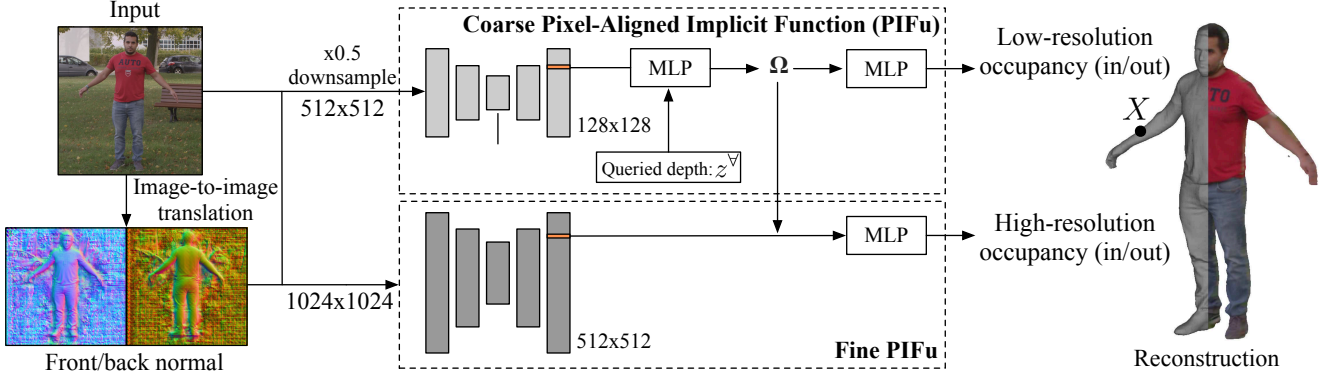 Input
AUTO
Image-to-image
translation
Front/back normal
x0.5
downsample
512x512
1024x1024
Coarse Pixel-Aligned Implicit Function (PIFu)
128x128
MLP
Ω
MLP
Queried depth: z∀
512x512
MLP
Fine PIFu
Low-resolution
occupancy (in/out)
High-resolution
occupancy (in/out)
X
TO
Reconstruction